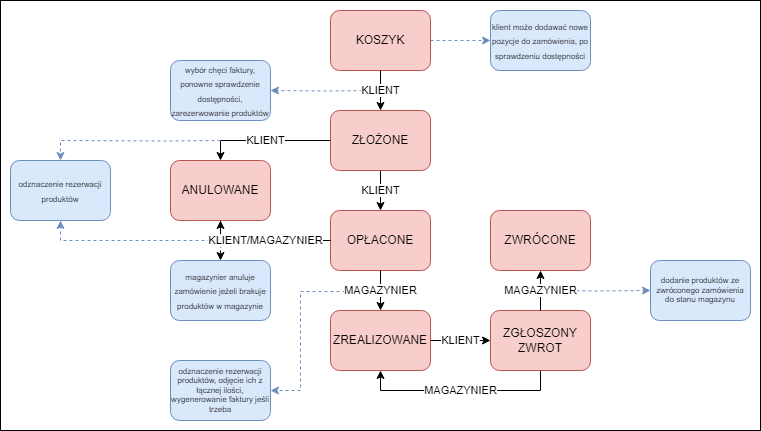 KOSZYK
klient może dodawać nowe
pozycje do zamówienia, po
sprawdzeniu dostępności
wybór chęci faktury,
ponowne sprawdzenie
dostępności,
zarezerwowanie produktów
KLIENT
KLIENT
ZŁOŻONE
odznaczenie rezerwacji
produktów
ANULOWANE
KLIENT
KLIENT/MAGAZYNIER
OPŁACONE
ZWRÓCONE
magazynier anuluje
zamówienie jeżeli brakuje
produktów w magazynie
MAGAZYNIER
MAGAZYNIER
dodanie produktów ze
zwróconego zamówienia
do stanu magazynu
ZREALIZOWANE
KLIENT
ZGŁOSZONY
ZWROT
odznaczenie rezerwacji
produktów, odjęcie ich z
łącznej ilości,
wygenerowanie faktury jeśli
trzeba
MAGAZYNIER